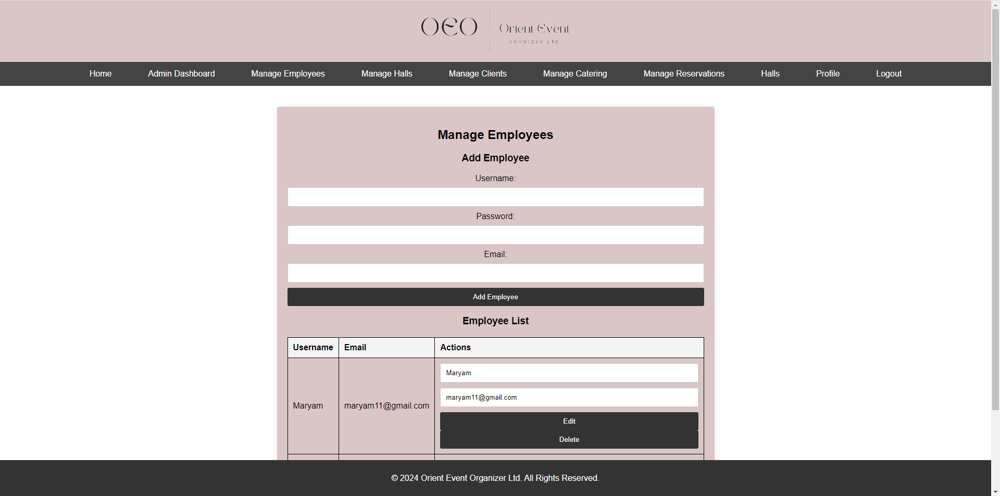 OEO
Orient Event
ORGNIZER LTD
Home Admin Dashboard Manage Employees Manage Halls Manage Clients Manage Catering Manage Reservations Halls Profile Logout
Manage Employees
Add Employee
Username:
Password:
Email:
Add Employee
Employee List
Username Email Actions
Maryam
maryam11@gmail.com
Maryam maryam11@gmail.com
Edit
Delete
© 2024 Orient Event Organizer Ltd. All Rights Reserved.